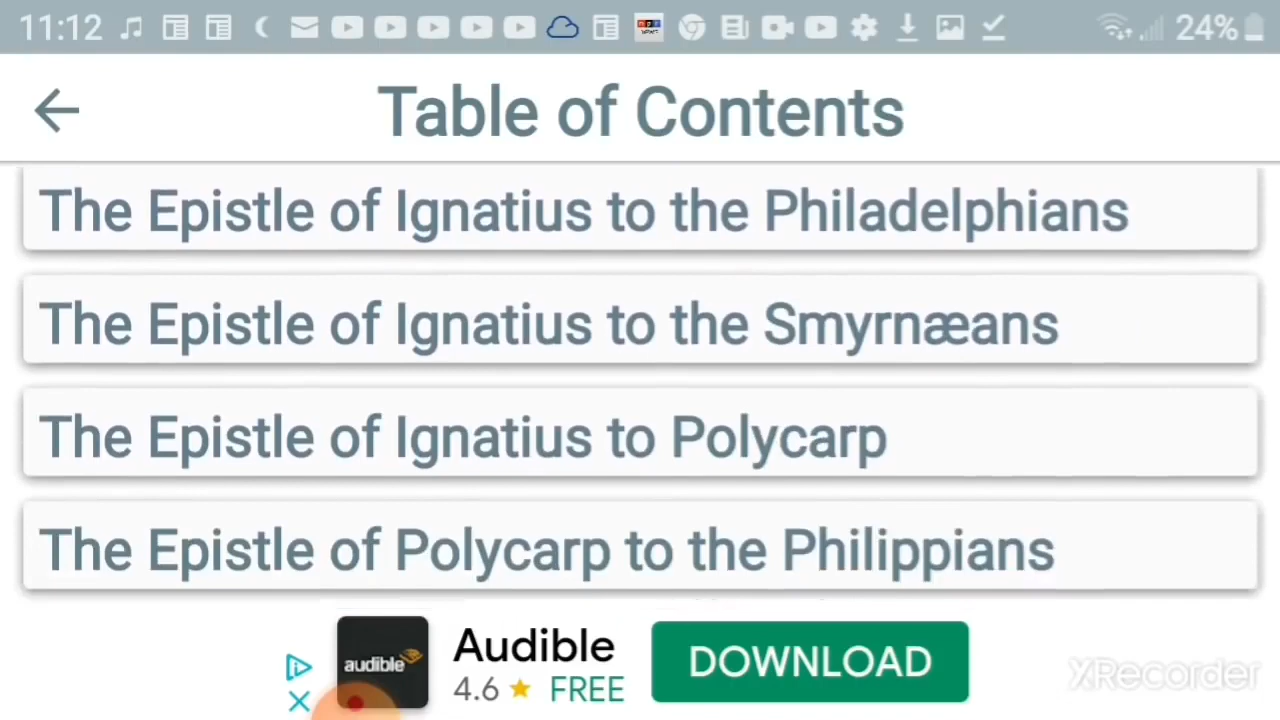 11:12
24%
Table of Contents
The Epistle of Ignatius to the Philadelphians
The Epistle of Ignatius to the Smyrnæans
The Epistle of Ignatius to Polycarp
The Epistle of Polycarp to the Philippians
audible
Audible
4.6 ★ FREE
DOWNLOAD
XRecorder